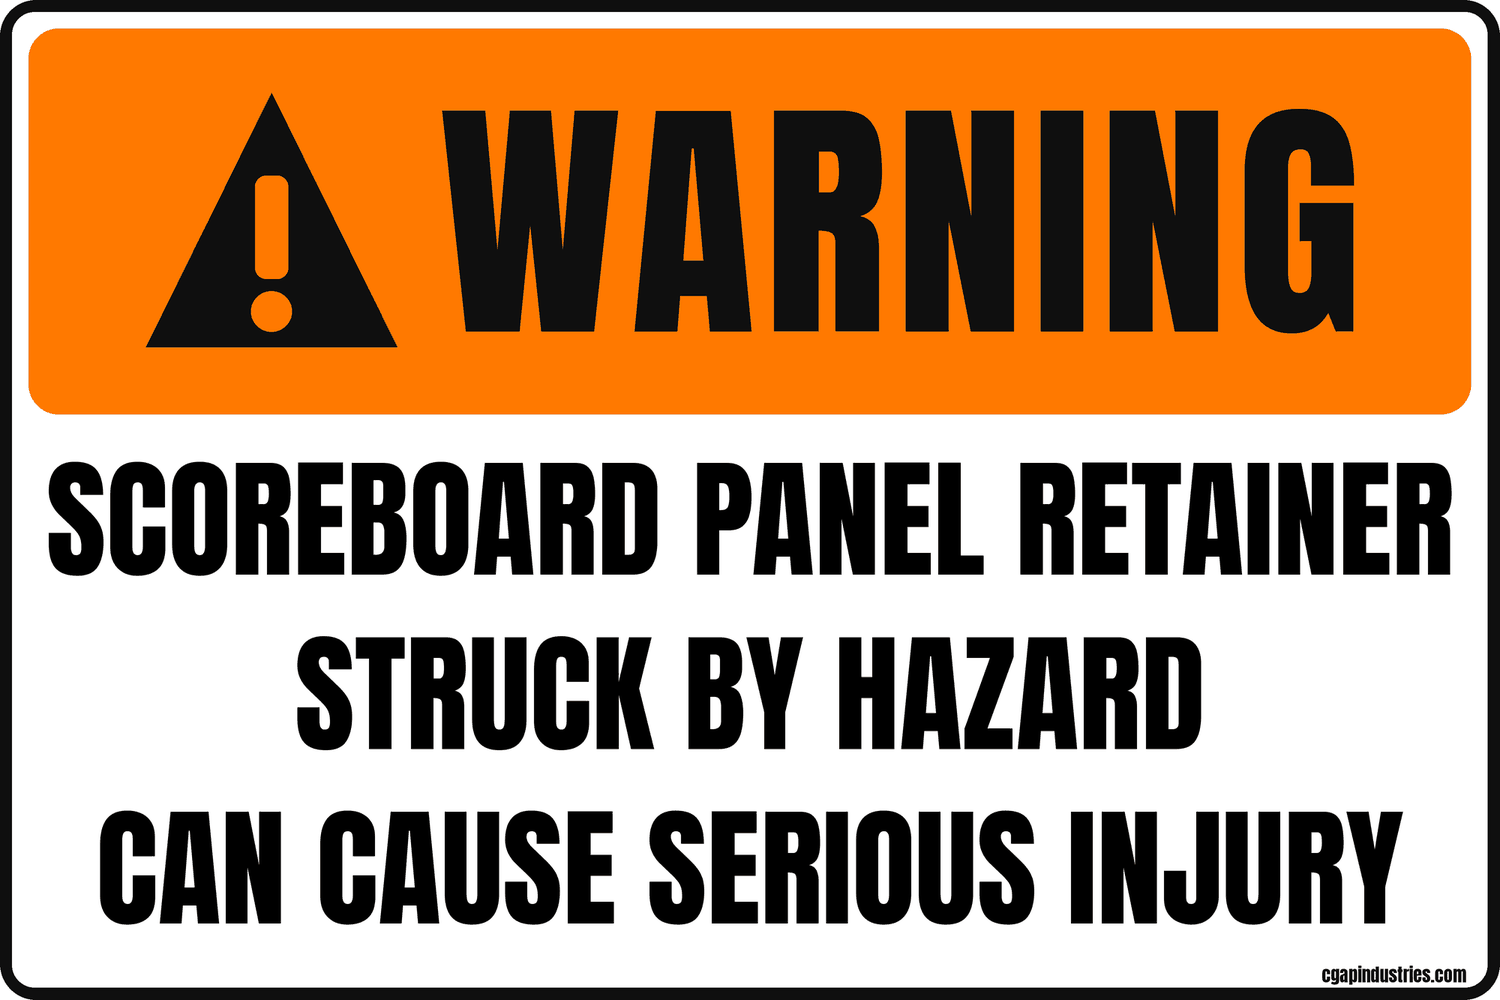 WARNING
SCOREBOARD PANEL RETAINER
STRUCK BY HAZARD
CAN CAUSE SERIOUS INJURY
cgapindustries.com